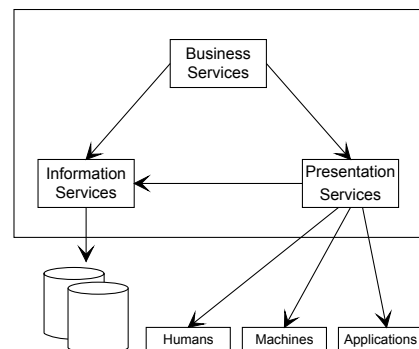 Business
Services
Information
Services
Presentation
Services
Humans
Machines
Applications